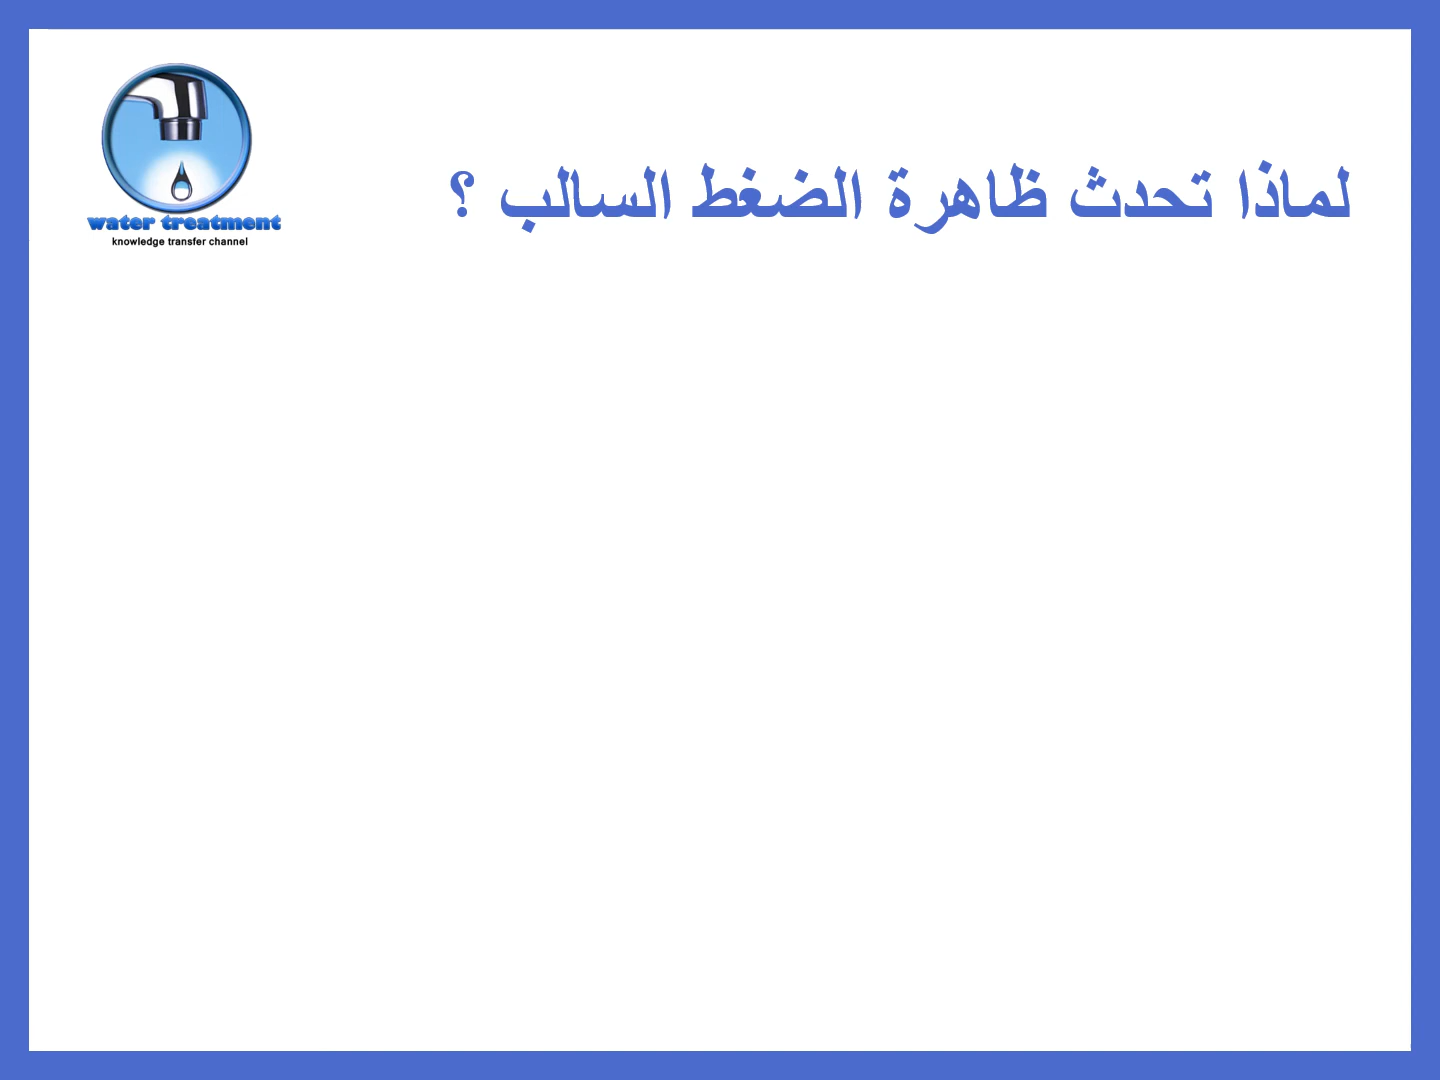 water treatment
knowledge transfer channel
لماذا تحدث ظاهرة الضغط السالب ؟